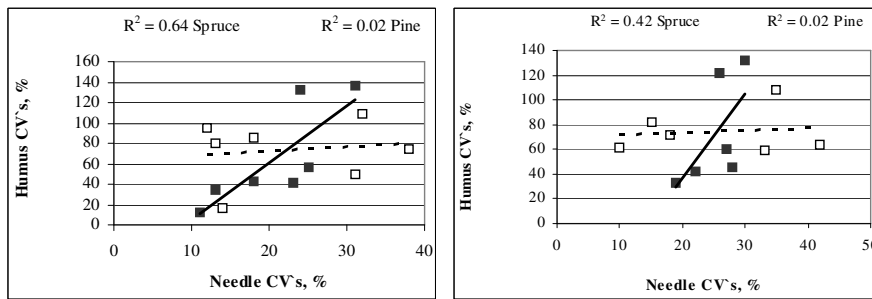 R² = 0.64 Spruce R² = 0.02 Pine
160
140
120
100
80
60
40
20
0
0 10 20 30 40
Humus CV`s, %
Needle CV`s, %
R² = 0.42 Spruce R² = 0.02 Pine
140
120
100
80
60
40
20
0
0 10 20 30 40 50
Humus CV`s, %
Needle CV`s, %